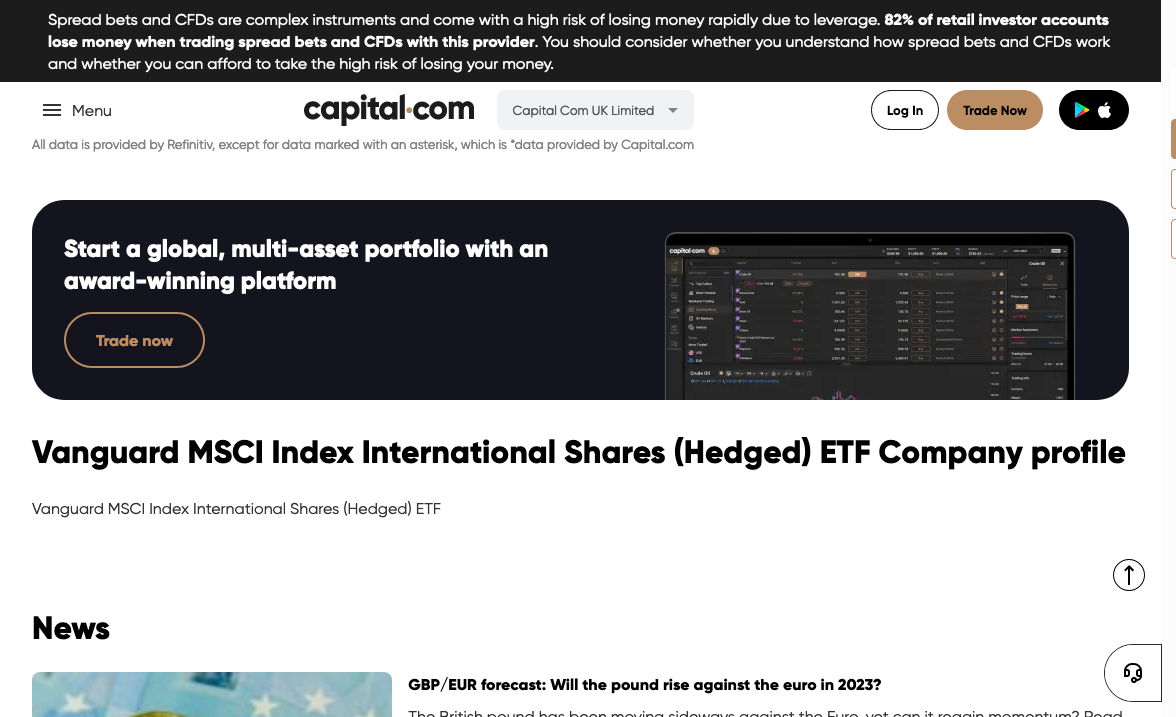 Spread bets and CFDs are complex instruments and come with a high risk of losing money rapidly due to leverage. 82% of retail investor accounts
lose money when trading spread bets and CFDs with this provider. You should consider whether you understand how spread bets and CFDs work
and whether you can afford to take the high risk of losing your money.
Menu
capital.com
Capital Com UK Limited
Log In
Trade Now
All data is provided by Refinitiv, except for data marked with an asterisk, which is *data provided by Capital.com
Start a global, multi-asset portfolio with an
award-winning platform
Trade now
capital.com
Crude Oil
Crude Oil
Vanguard MSCI Index International Shares (Hedged) ETF Company profile
Vanguard MSCI Index International Shares (Hedged) ETF
News
GBP/EUR forecast: Will the pound rise against the euro in 2023?
The British pound has been moving sideways against the Euro, yet can it regain momentum? Read